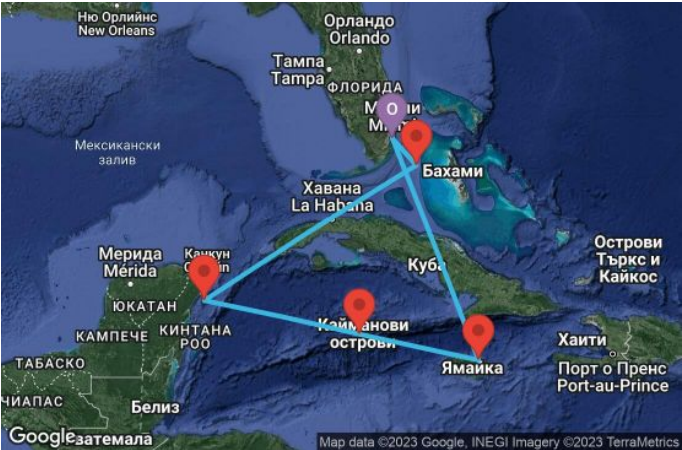 Ню Орлийнс
New Orleans
Орландо
Orlando
Тампа
Tampa
ФЛОРИДА
O
Мексикански
залив
Бахами
Хавана
La Habana
Мерида
Mérida
Канкун
Куба
Острови
Търкс и
Кайкос
ЮКАТАН
КАМПЕЧЕ
КИНТАНА
РОО
Кайманови
острови
Хаити
ТАБАСКО
Ямайка
Порт о Пренс
Port-au-Prince
Белиз
Google
Map data ©2023 Google, INEGI Imagery ©2023 TerraMetrics